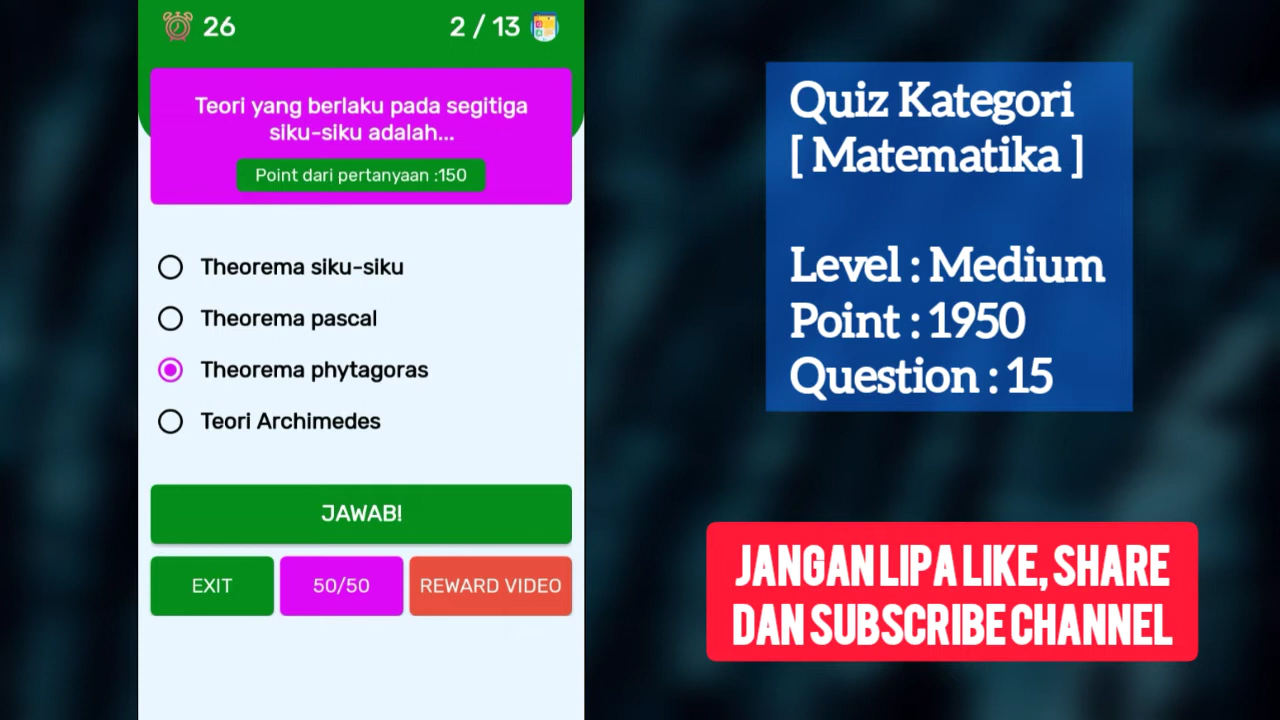 26
2 / 13
Teori yang berlaku pada segitiga
siku-siku adalah...
Point dari pertanyaan :150
Theorema siku-siku
Theorema pascal
Theorema phytagoras
Teori Archimedes
JAWAB!
EXIT
50/50
REWARD VIDEO
Quiz Kategori
[ Matematika ]
Level : Medium
Point : 1950
Question : 15
JANGAN LIPA LIKE, SHARE
DAN SUBSCRIBE CHANNEL